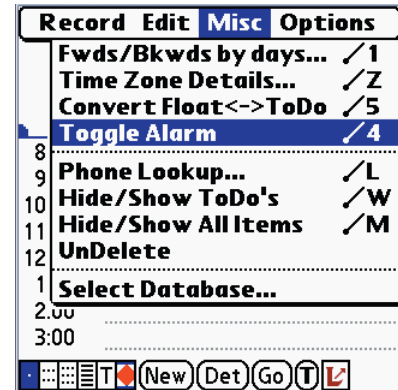 Record Edit Misc Options
Fwds/Bkwds by days... /1
Time Zone Details... /Z
Convert Float<->ToDo /5
Toggle Alarm /4
8
Phone Lookup... /L
9
Hide/Show ToDo's /W
10
Hide/Show All Items /M
11
UnDelete
12
1 Select Database...
2:00
3:00
T New Det Go T